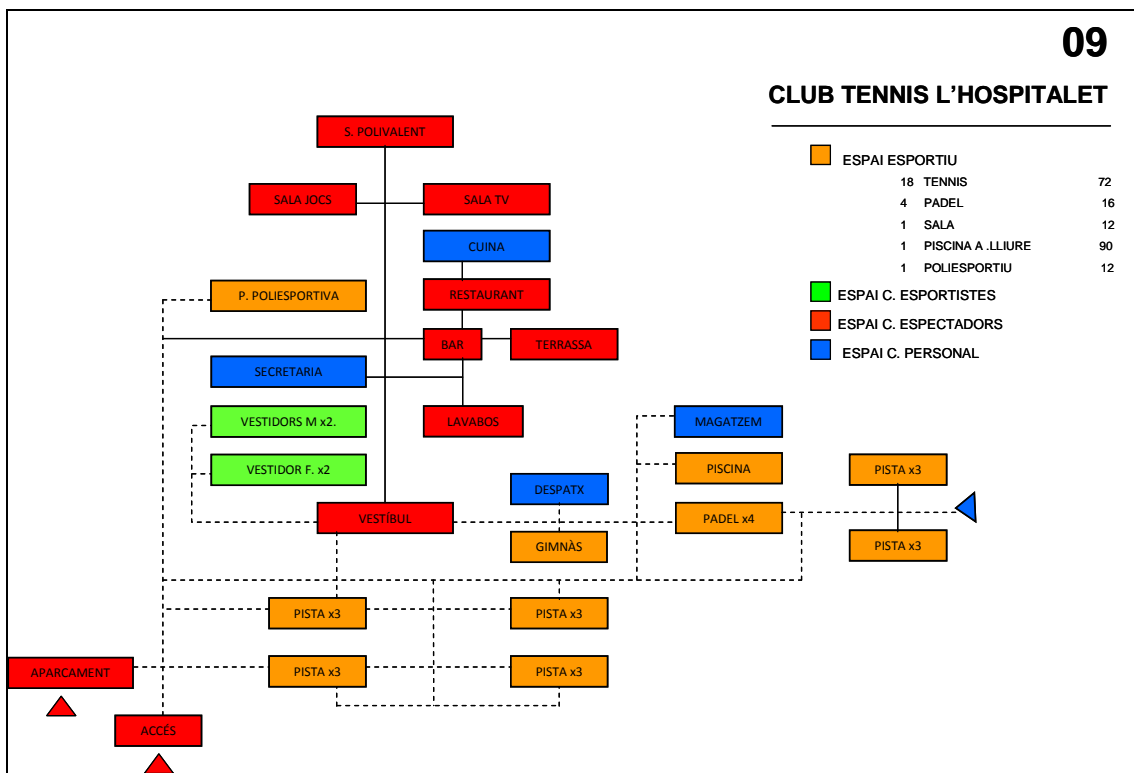 09
CLUB TENNIS L'HOSPITALET
ESPAI ESPORTIU
18 TENNIS 72
4 PADEL 16
1 SALA 12
1 PISCINA A .LLIURE 90
1 POLIESPORTIU 12
ESPAI C. ESPORTISTES
ESPAI C. ESPECTADORS
ESPAI C. PERSONAL
S. POLIVALENT
SALA JOCS
SALA TV
CUINA
P. POLIESPORTIVA
RESTAURANT
BAR
TERRASSA
SECRETARIA
VESTIDORS M x2.
LAVABOS
MAGATZEM
VESTIDOR F. x2
PISCINA
PISTA x3
DESPATX
VESTÍBUL
PADEL x4
GIMNÀS
PISTA x3
PISTA x3
PISTA x3
APARCAMENT
PISTA x3
PISTA x3
ACCÉS